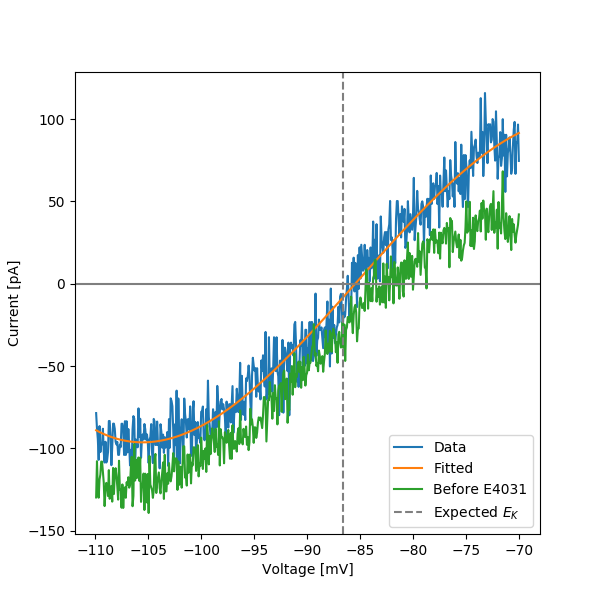 100
50
0
−50
−100
−150
Current [pA]
Data
Fitted
Before E4031
Expected E_K
−110 −105 −100 −95 −90 −85 −80 −75 −70
Voltage [mV]